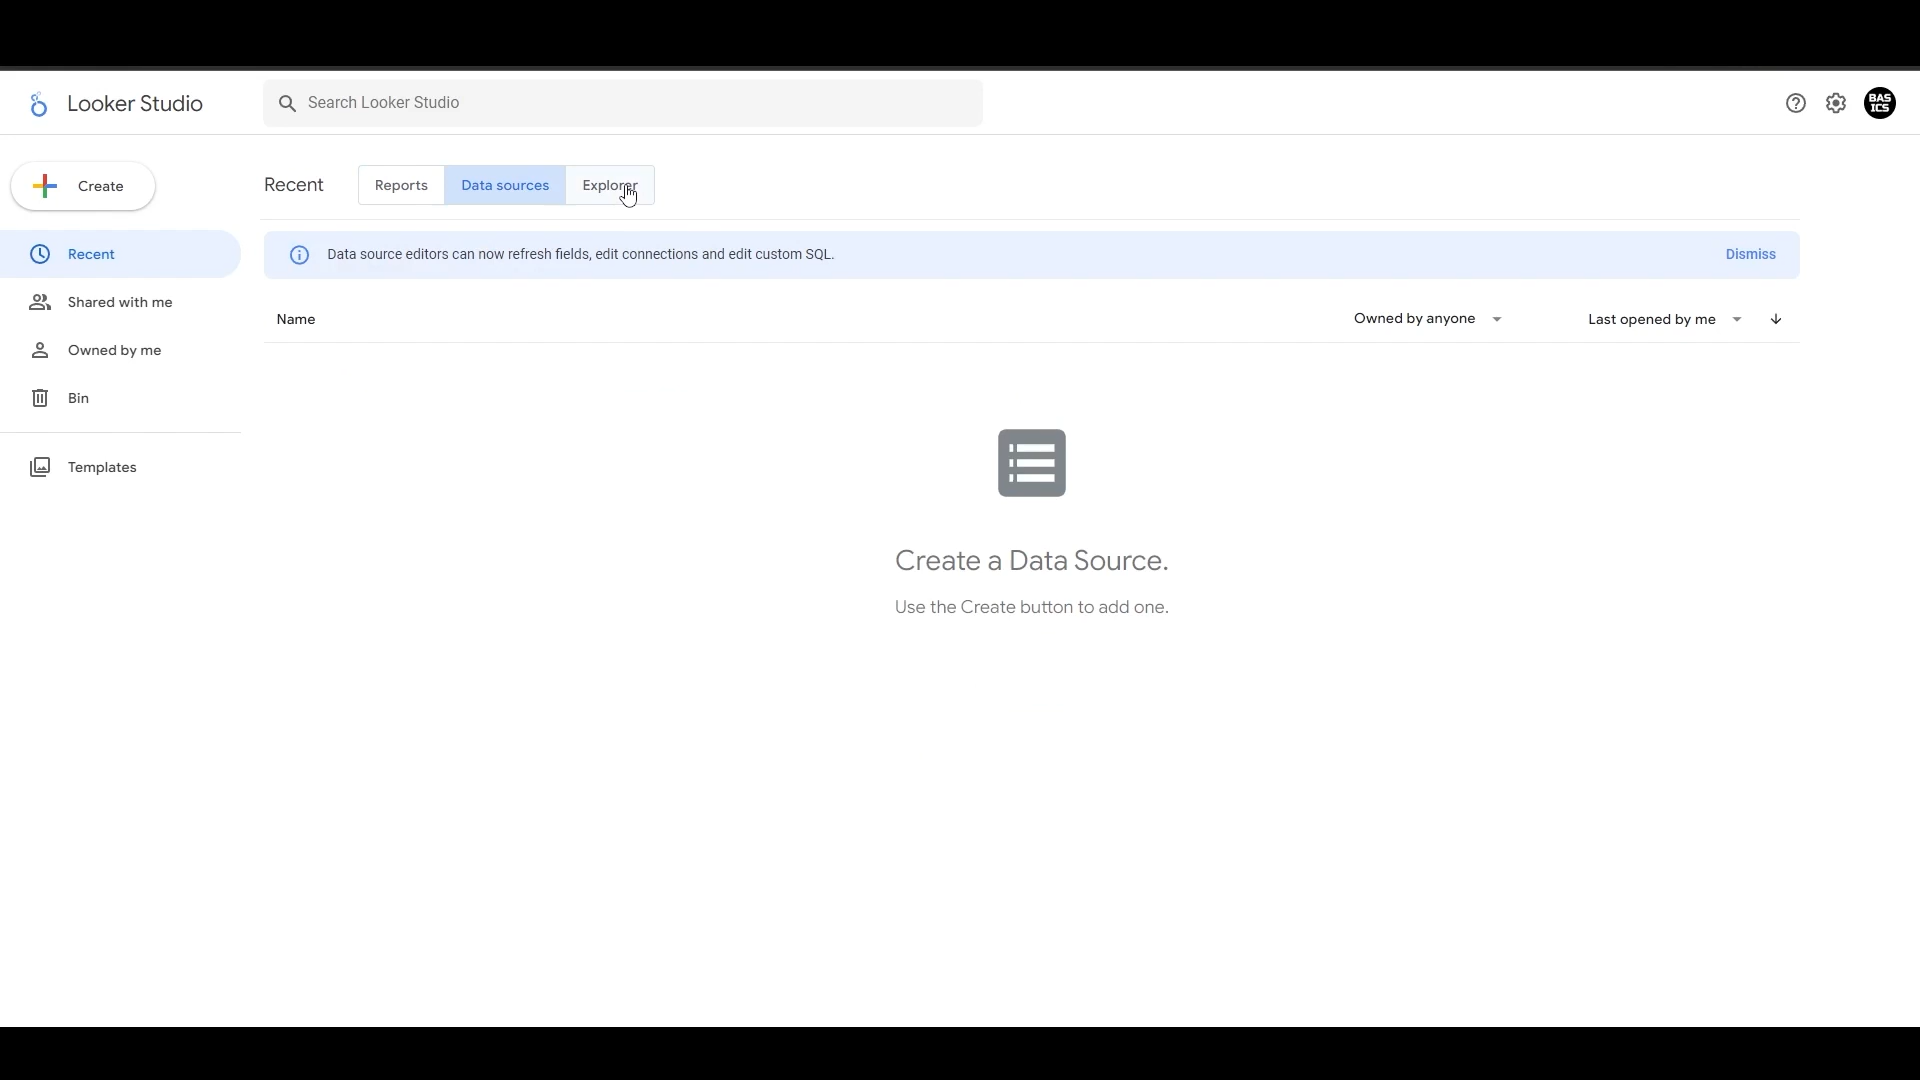 Looker Studio
Search Looker Studio
BAS
ICS
Create
Recent
Reports
Data sources
Explorer
Recent
Shared with me
Owned by me
Bin
Templates
Data source editors can now refresh fields, edit connections and edit custom SQL.
Dismiss
Name
Owned by anyone
Last opened by me
Create a Data Source.
Use the Create button to add one.